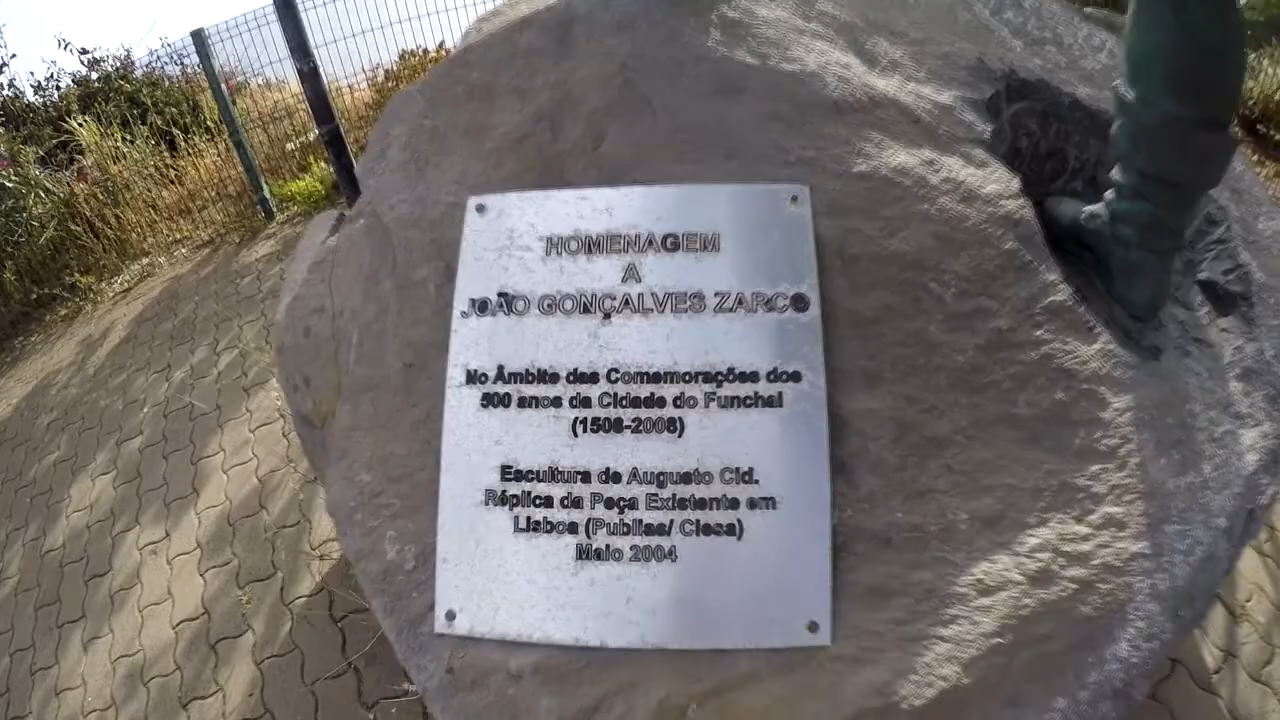 HOMENAGEM
A
JOÃO GONÇALVES ZARCO
No Âmbito das Comemorações dos
500 anos da Cidade do Funchal
(1508-2008)
Escultura de Augusto Cid.
Réplica da Peça Existente em
Lisboa (Publias/ Ciesa)
Maio 2004